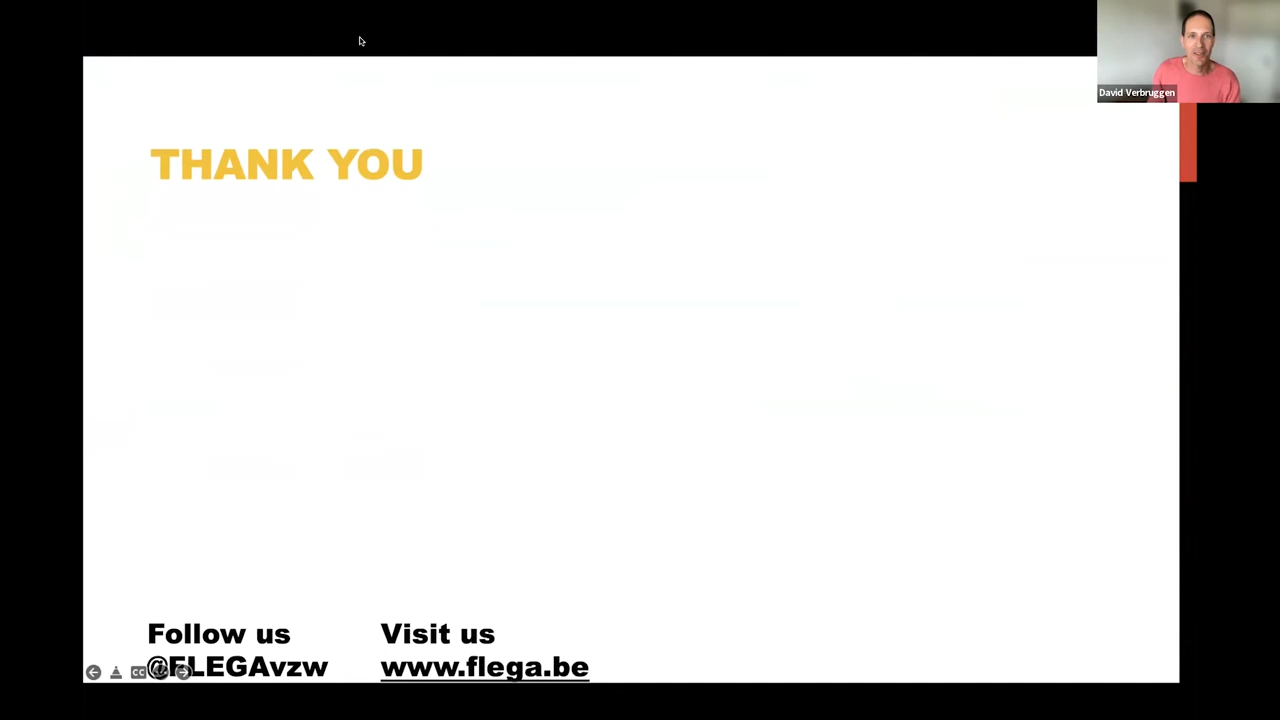 David Verbruggen
THANK YOU
Follow us
@FLEGAvzw
Visit us
www.flega.be